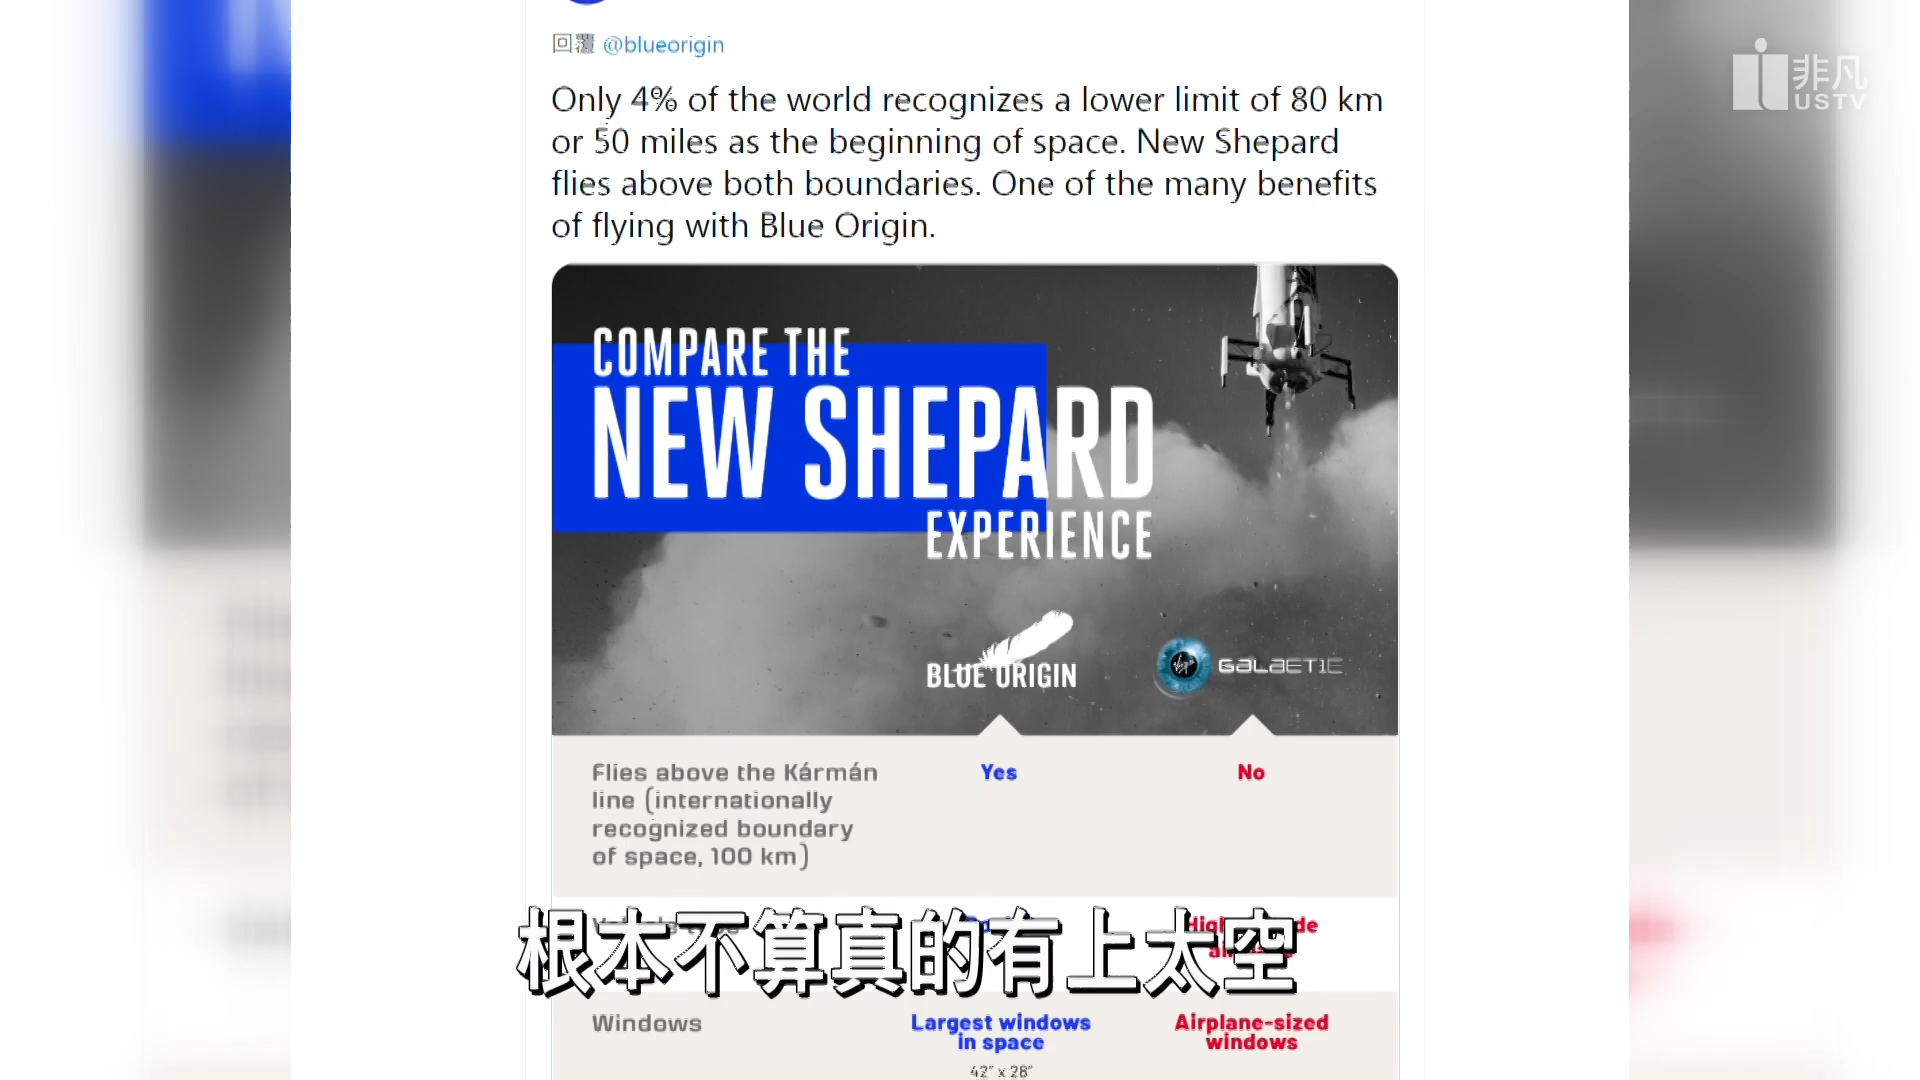 回覆 @blueorigin
非凡
USTV
Only 4% of the world recognizes a lower limit of 80 km
or 50 miles as the beginning of space. New Shepard
flies above both boundaries. One of the many benefits
of flying with Blue Origin.
COMPARE THE
NEW SHEPARD
EXPERIENCE
BLUE ORIGIN
GALACTIC
Flies above the Kármán
line (internationally
recognized boundary
of space, 100 km)
Yes
No
根本不算真的有上太空
Windows
Largest windows
in space
42" x 28"
Airplane-sized
windows